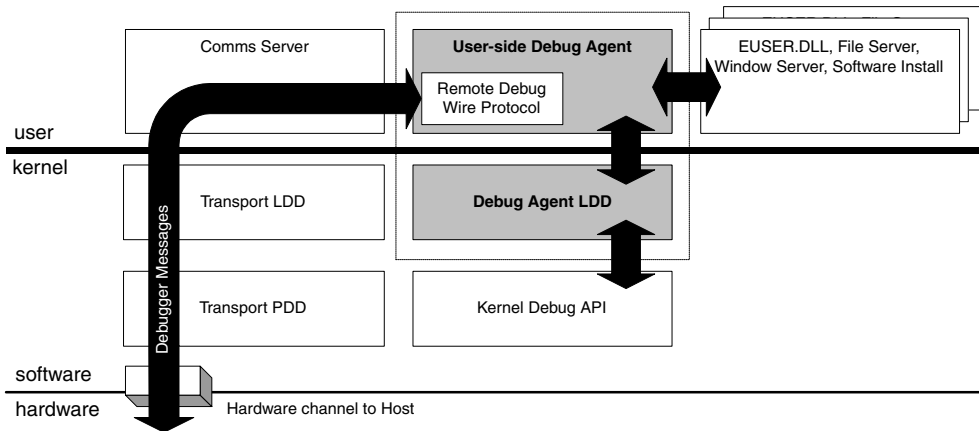 Comms Server
User-side Debug Agent
Remote Debug
Wire Protocol
EUSER.DLL, File Server,
Window Server, Software Install
user
kernel
Transport LDD
Debug Agent LDD
Debugger Messages
Transport PDD
Kernel Debug API
software
hardware
Hardware channel to Host